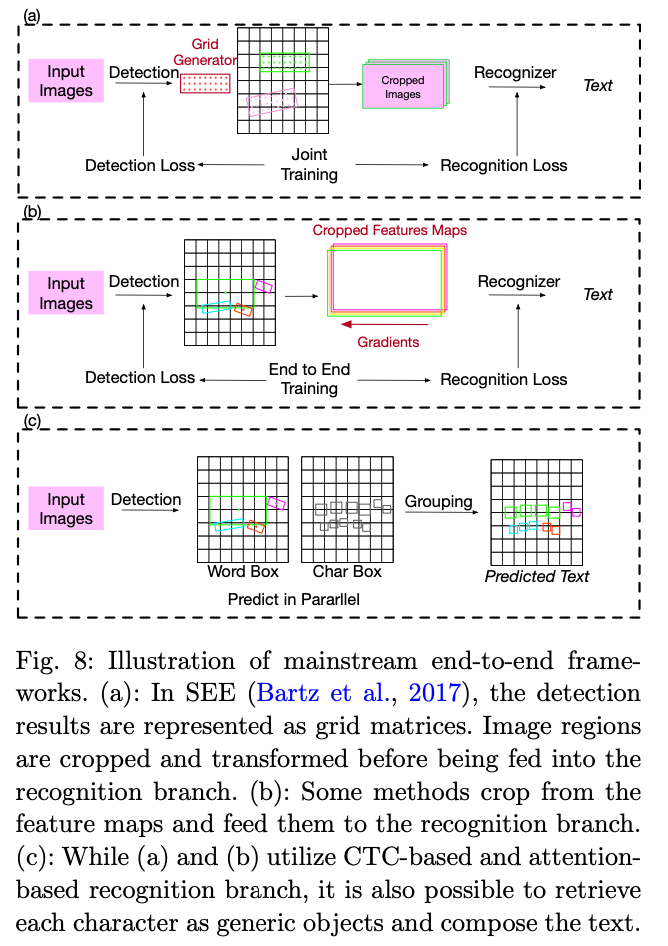 (a)
Grid
Generator
Input
Images
Detection
Cropped
Images
Recognizer
Text
Detection Loss
Joint
Training
Recognition Loss
(b)
Cropped Features Maps
Input
Images
Detection
Recognizer
Text
Gradients
Detection Loss
End to End
Training
Recognition Loss
(c)
Input
Images
Detection
Grouping
Word Box
Char Box
Predicted Text
Predict in Pararllel
Fig. 8: Illustration of mainstream end-to-end frame-
works. (a): In SEE (Bartz et al., 2017), the detection
results are represented as grid matrices. Image regions
are cropped and transformed before being fed into the
recognition branch. (b): Some methods crop from the
feature maps and feed them to the recognition branch.
(c): While (a) and (b) utilize CTC-based and attention-
based recognition branch, it is also possible to retrieve
each character as generic objects and compose the text.